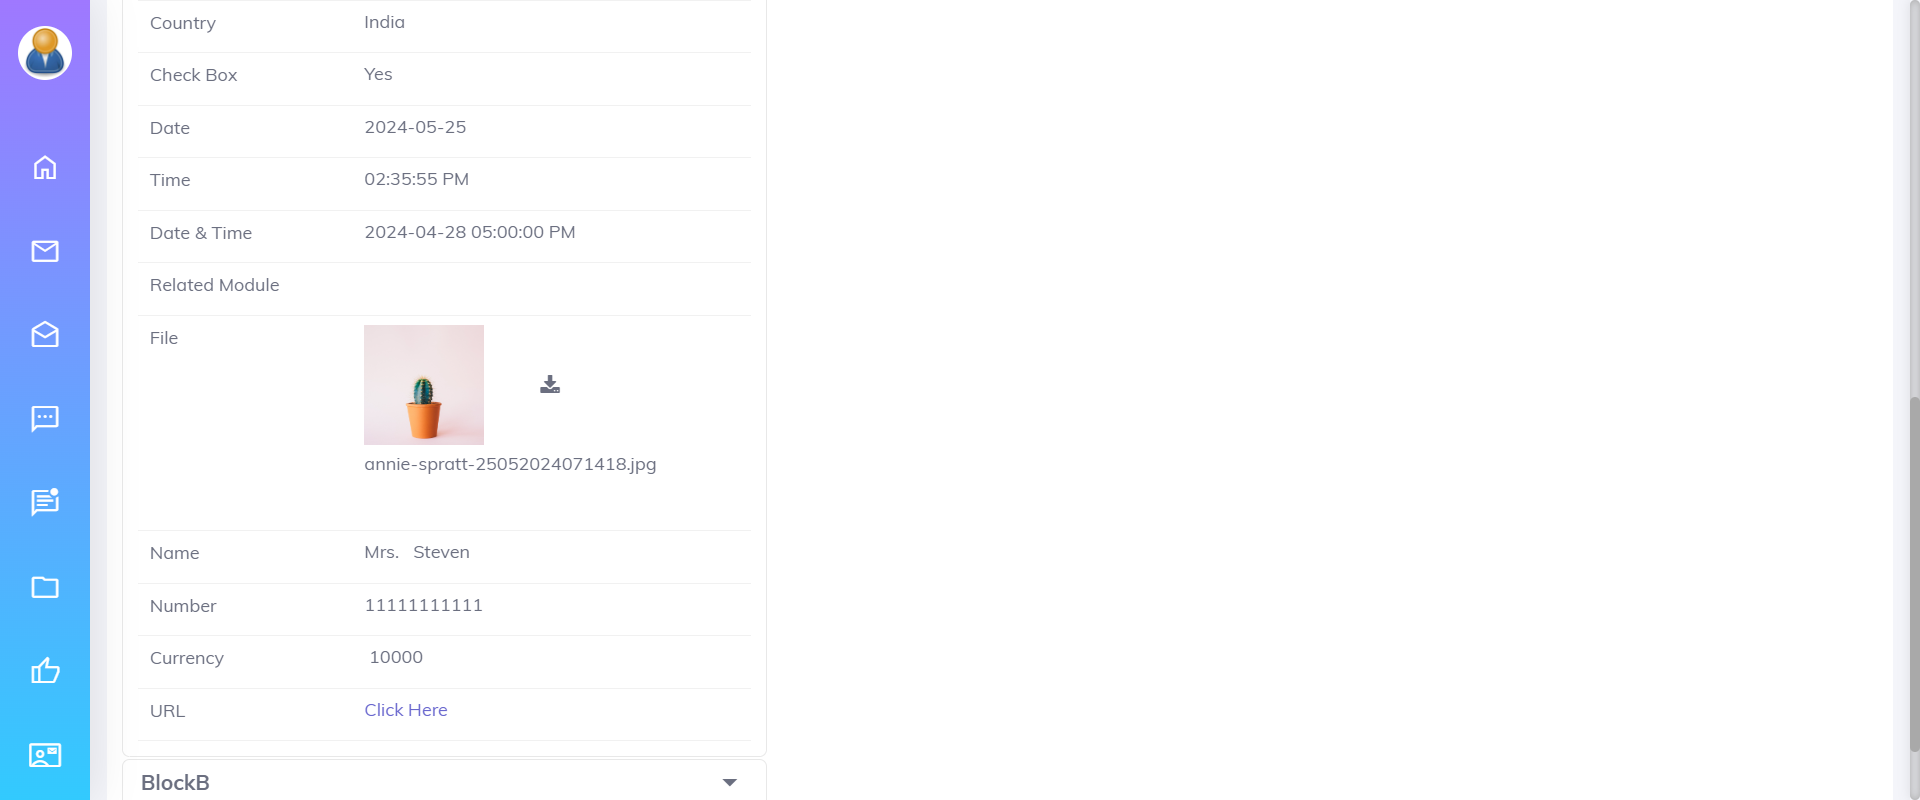 Country India
Check Box Yes
Date 2024-05-25
Time 02:35:55 PM
Date & Time 2024-04-28 05:00:00 PM
Related Module
File
annie-spratt-25052024071418.jpg
Name Mrs. Steven
Number 11111111111
Currency 10000
URL Click Here
BlockB